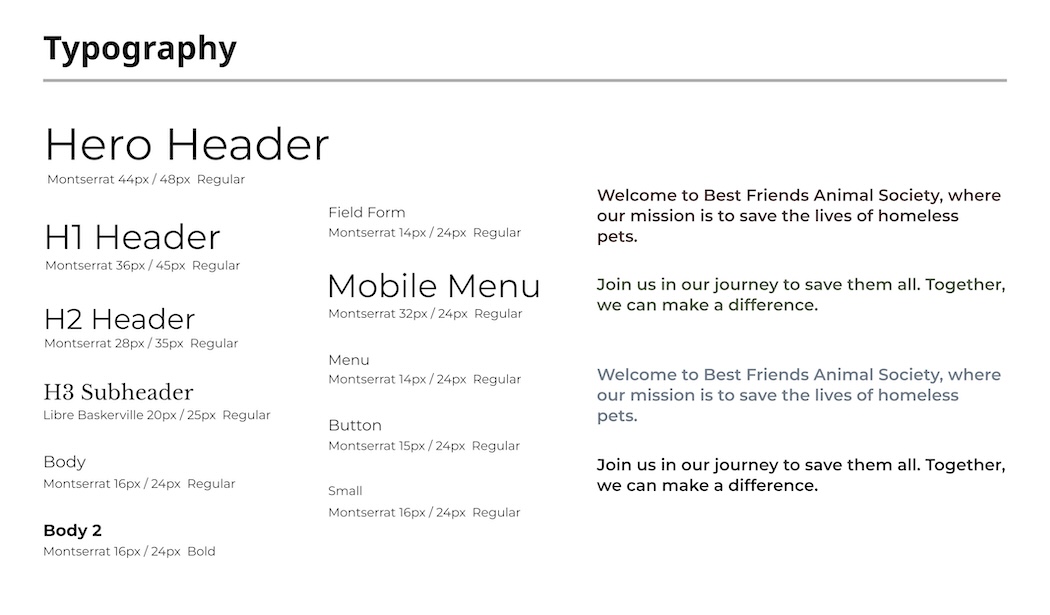 Typography
Hero Header
Montserrat 44px / 48px Regular
H1 Header
Montserrat 36px / 45px Regular
H2 Header
Montserrat 28px / 35px Regular
H3 Subheader
Libre Baskerville 20px / 25px Regular
Body
Montserrat 16px / 24px Regular
Body 2
Montserrat 16px / 24px Bold
Field Form
Montserrat 14px / 24px Regular
Mobile Menu
Montserrat 32px / 24px Regular
Menu
Montserrat 14px / 24px Regular
Button
Montserrat 15px / 24px Regular
Small
Montserrat 16px / 24px Regular
Welcome to Best Friends Animal Society, where
our mission is to save the lives of homeless
pets.
Join us in our journey to save them all. Together,
we can make a difference.
Welcome to Best Friends Animal Society, where
our mission is to save the lives of homeless
pets.
Join us in our journey to save them all. Together,
we can make a difference.